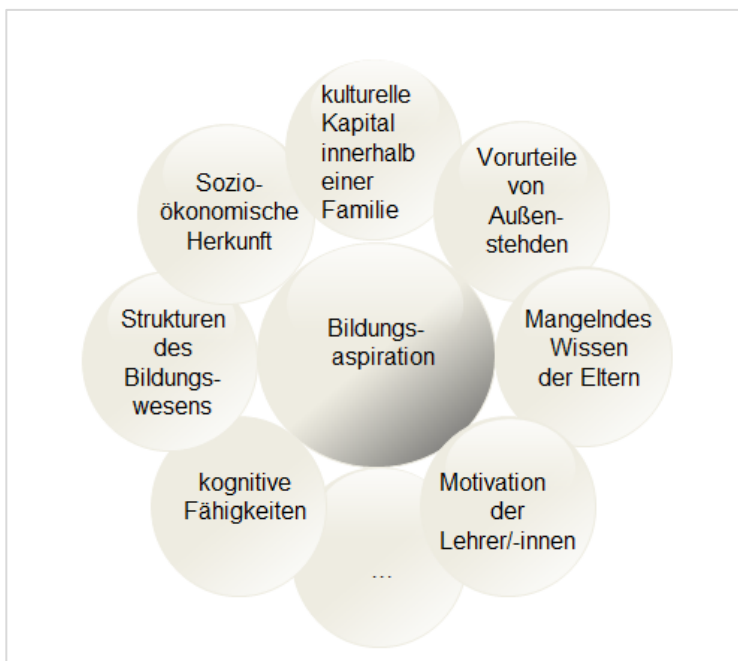 kulturelle
Kapital
innerhalb
einer
Familie
Vorurteile
von
Außen-
stehden
Mangelndes
Wissen
der Eltern
Motivation
der
Lehrer/-innen
...
kognitive
Fähigkeiten
Strukturen
des
Bildungs-
wesens
Sozio-
ökonomische
Herkunft
Bildungs-
aspiration